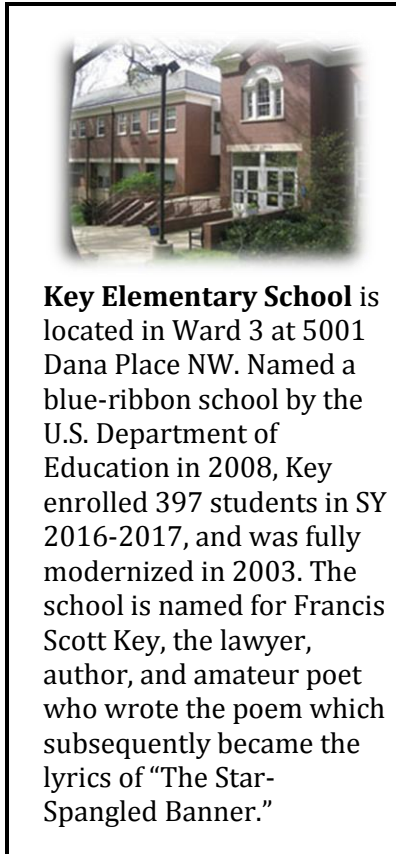 Key Elementary School is
located in Ward 3 at 5001
Dana Place NW. Named a
blue-ribbon school by the
U.S. Department of
Education in 2008, Key
enrolled 397 students in SY
2016-2017, and was fully
modernized in 2003. The
school is named for Francis
Scott Key, the lawyer,
author, and amateur poet
who wrote the poem which
subsequently became the
lyrics of “The Star-
Spangled Banner.”